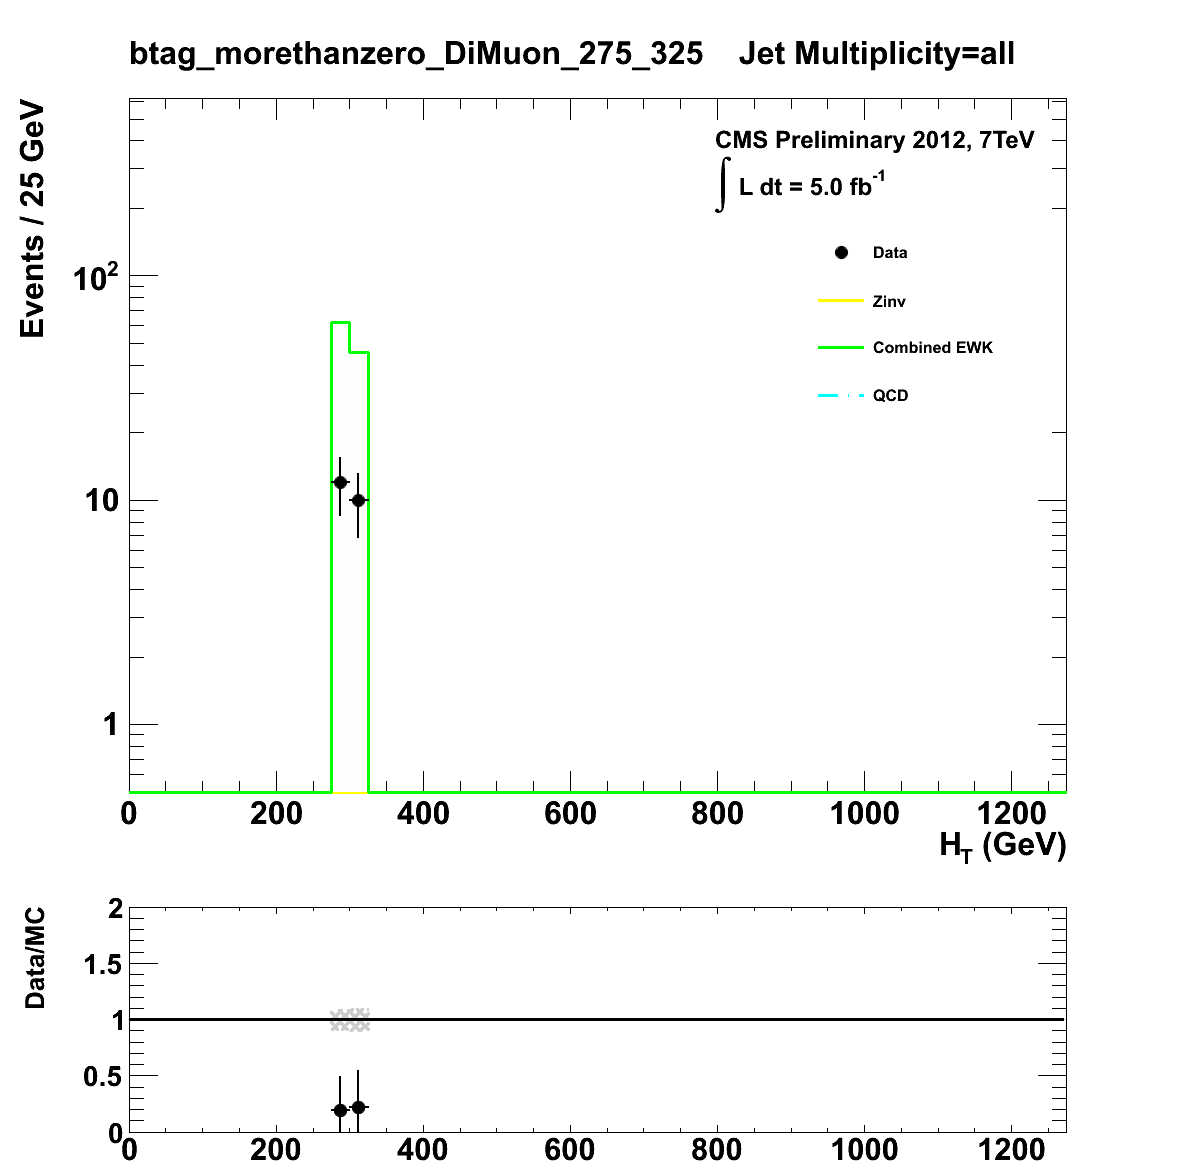 btag_morethanzero_DiMuon_275_325 Jet Multiplicity=all
Events / 25 GeV
CMS Preliminary 2012, 7TeV
∫ L dt = 5.0 fb⁻¹
Data
Zinv
Combined EWK
QCD
10²
10
1
0 200 400 600 800 1000 1200
H_T (GeV)
Data/MC
2
1.5
1
0.5
0
0 200 400 600 800 1000 1200